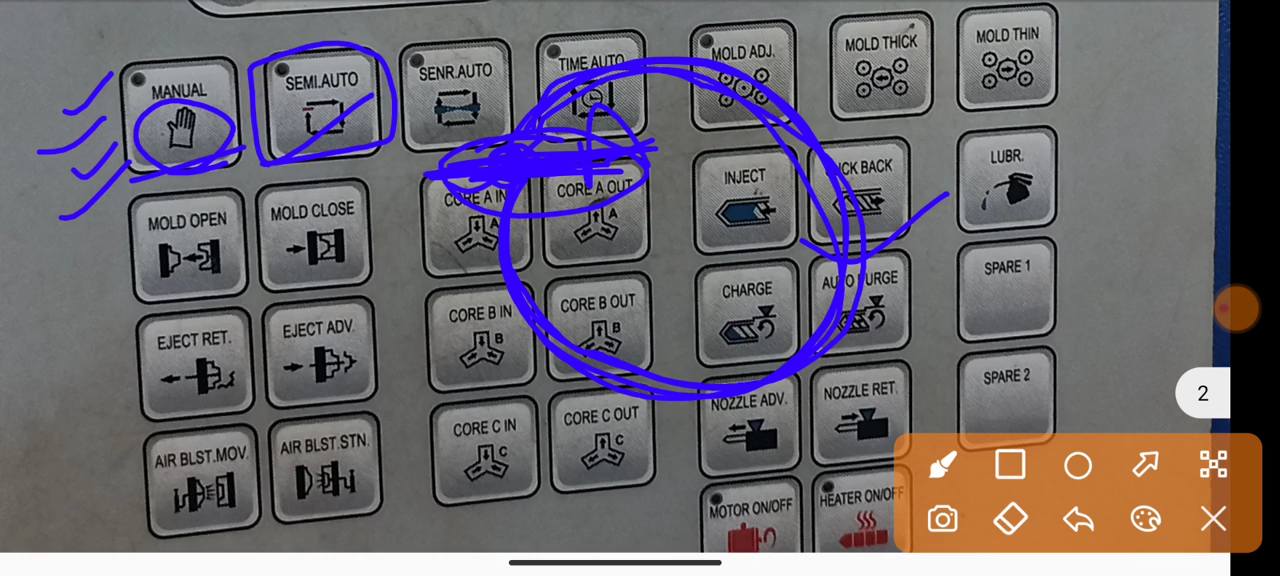 MANUAL
SEMI.AUTO
SENR.AUTO
TIME.AUTO
MOLD ADJ.
MOLD THICK
MOLD THIN
MOLD OPEN
MOLD CLOSE
CORE A IN
A
CORE A OUT
A
INJECT
BACK
LUBR.
EJECT RET.
EJECT ADV.
CORE B IN
B
CORE B OUT
B
CHARGE
AUTO PURGE
SPARE 1
AIR BLST.MOV.
AIR BLST.STN.
CORE C IN
C
CORE C OUT
C
NOZZLE ADV.
NOZZLE RET.
SPARE 2
MOTOR ON/OFF
HEATER ON/OFF
2